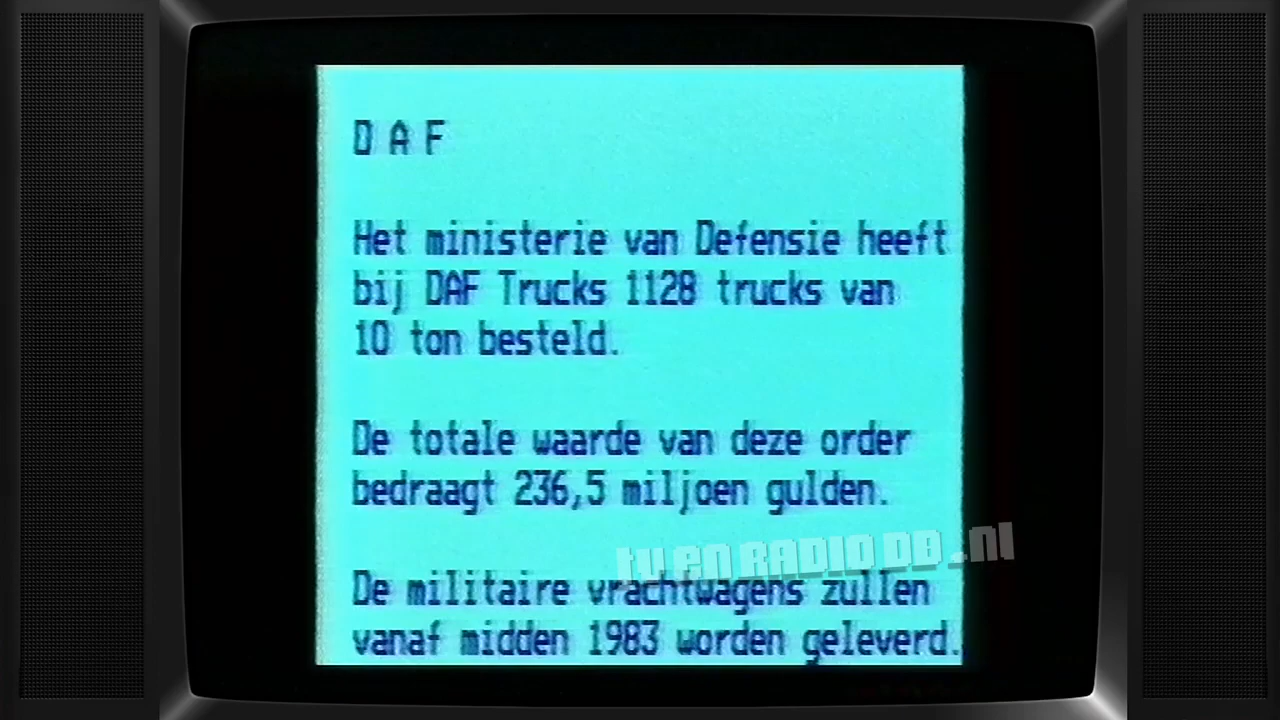 D A F
Het ministerie van Defensie heeft
bij DAF Trucks 1128 trucks van
10 ton besteld.
De totale waarde van deze order
bedraagt 236,5 miljoen gulden.
tv en RADIO DB.nl
De militaire vrachtwagens zullen
vanaf midden 1983 worden geleverd.